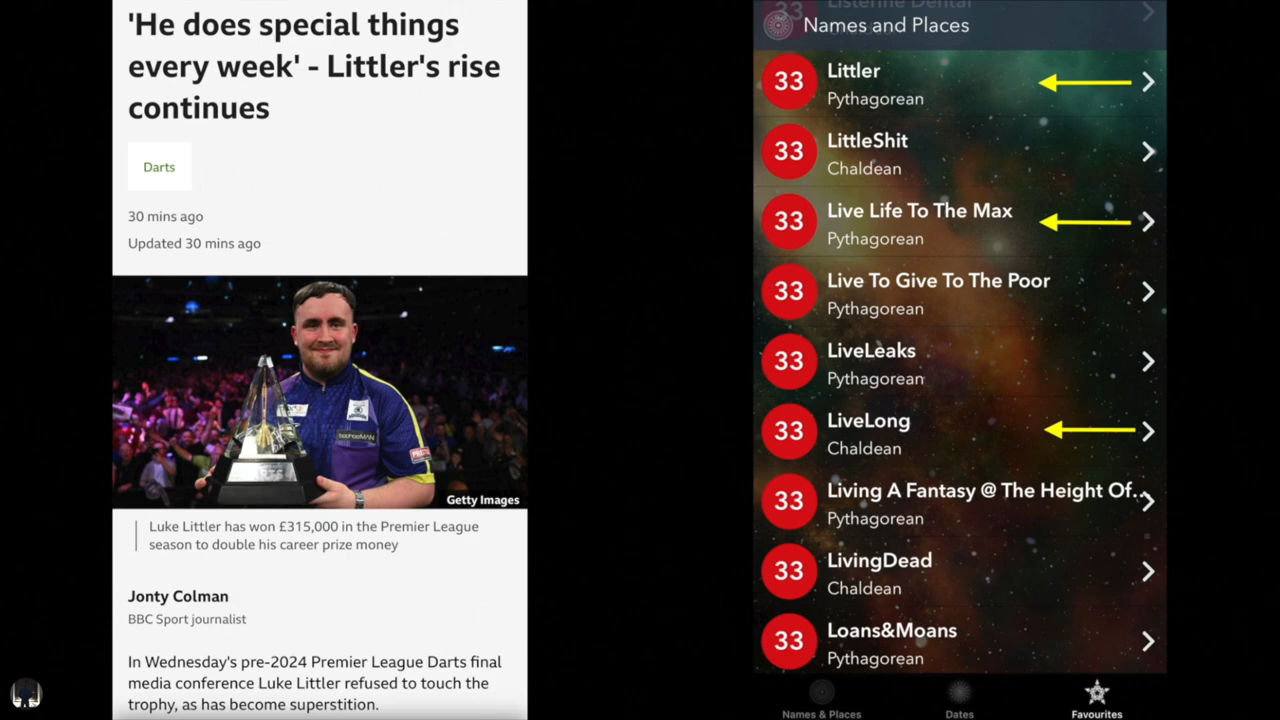 'He does special things
every week' - Littler's rise
continues
Darts
30 mins ago
Updated 30 mins ago
boohooMAN
Getty Images
Luke Littler has won £315,000 in the Premier League
season to double his career prize money
Jonty Colman
BBC Sport journalist
In Wednesday's pre-2024 Premier League Darts final
media conference Luke Littler refused to touch the
trophy, as has become superstition.
33
Listerine Dental
Names and Places
33
Littler
Pythagorean
33
LittleShit
Chaldean
33
Live Life To The Max
Pythagorean
33
Live To Give To The Poor
Pythagorean
33
LiveLeaks
Pythagorean
33
LiveLong
Chaldean
33
Living A Fantasy @ The Height Of...
Pythagorean
33
LivingDead
Chaldean
33
Loans&Moans
Pythagorean
Names & Places
Dates
Favourites